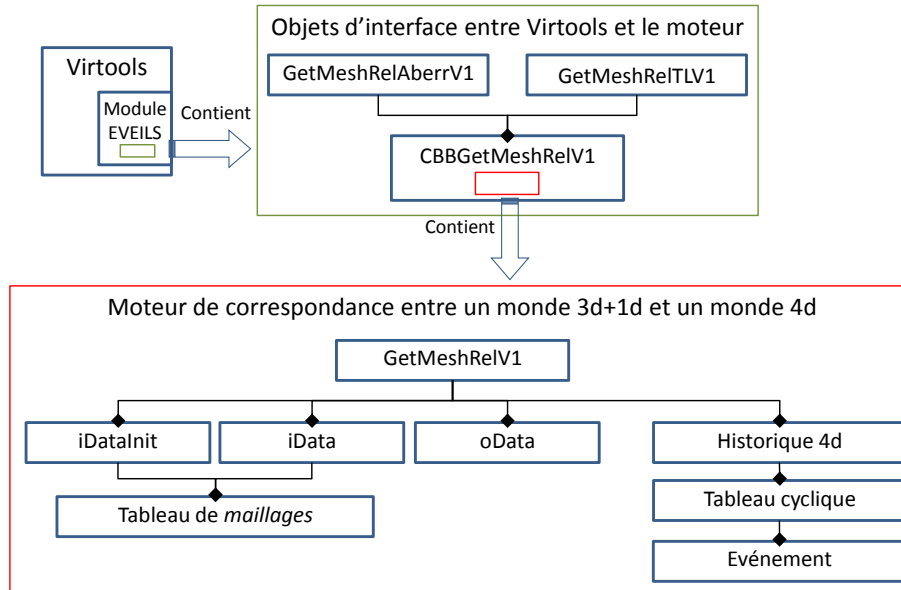 Objets d'interface entre Virtools et le moteur
Virtools
Module
EVEILS
Contient
GetMeshRelAberrV1
GetMeshRelTLV1
CBBGetMeshRelV1
Contient
Moteur de correspondance entre un monde 3d+1d et un monde 4d
GetMeshRelV1
iDataInit
iData
oData
Historique 4d
Tableau de maillages
Tableau cyclique
Evénement